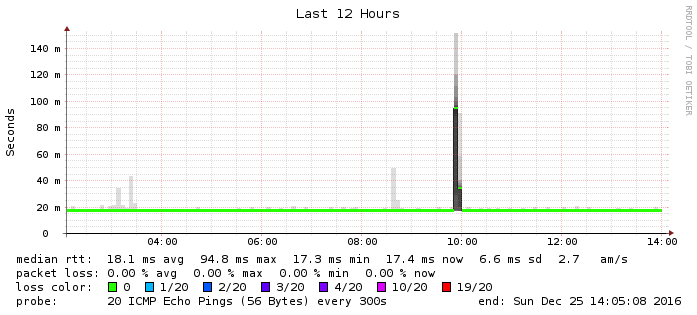 Last 12 Hours
RRDTOOL / TOBI OETIKER
Seconds
140 m
120 m
100 m
80 m
60 m
40 m
20 m
0
04:00 06:00 08:00 10:00 12:00 14:00
median rtt: 18.1 ms avg 94.8 ms max 17.3 ms min 17.4 ms now 6.6 ms sd 2.7 am/s
packet loss: 0.00 % avg 0.00 % max 0.00 % min 0.00 % now
loss color: 0 1/20 2/20 3/20 4/20 10/20 19/20
probe: 20 ICMP Echo Pings (56 Bytes) every 300s end: Sun Dec 25 14:05:08 2016